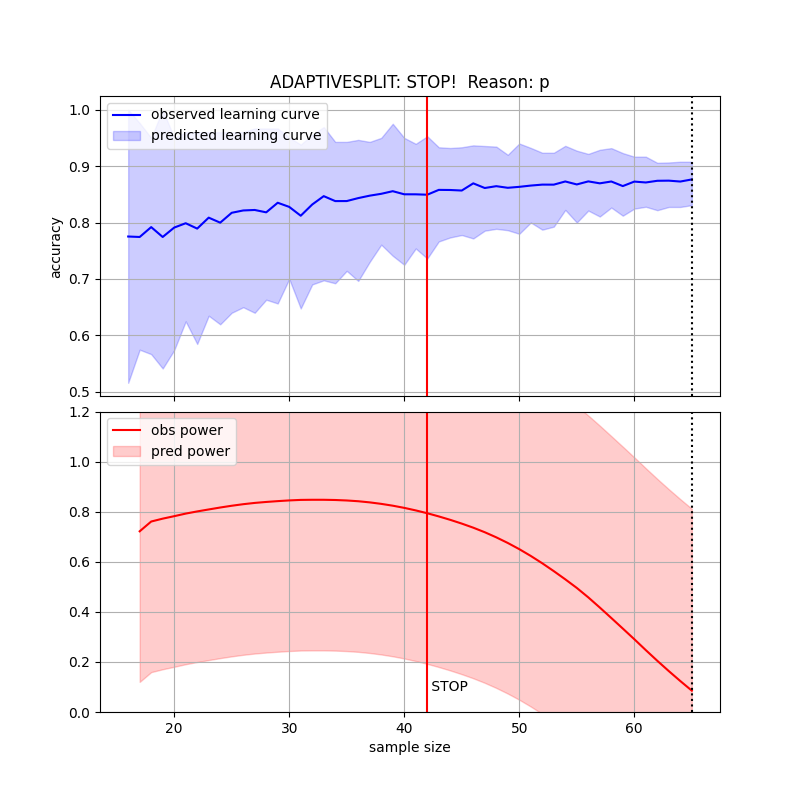 ADAPTIVESPLIT: STOP!  Reason: p
observed learning curve
predicted learning curve
accuracy
1.0
0.9
0.8
0.7
0.6
0.5
obs power
pred power
1.2
1.0
0.8
0.6
0.4
0.2
0.0
STOP
20 30 40 50 60
sample size